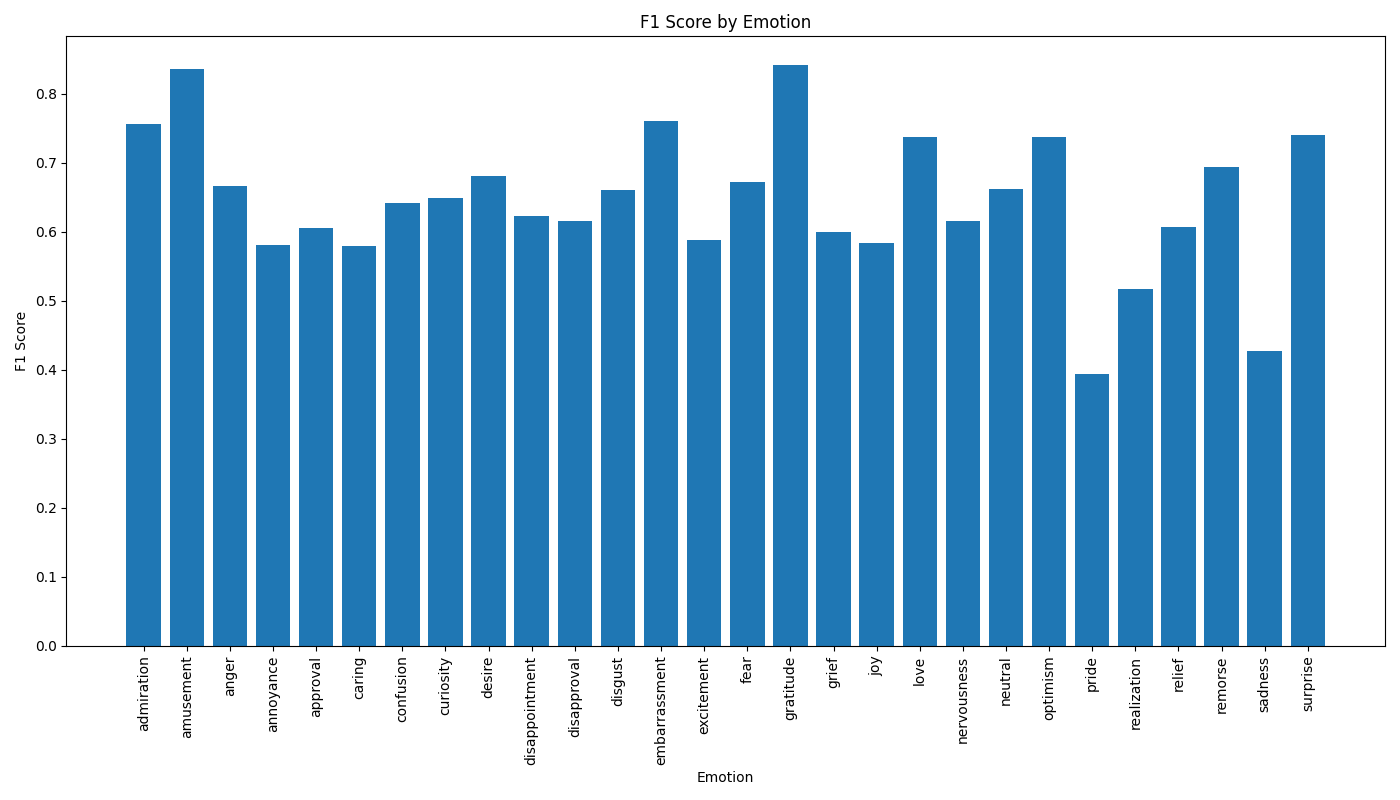 F1 Score by Emotion
F1 Score
0.8
0.7
0.6
0.5
0.4
0.3
0.2
0.1
0.0
admiration
amusement
anger
annoyance
approval
caring
confusion
curiosity
desire
disappointment
disapproval
disgust
embarrassment
excitement
fear
gratitude
grief
joy
love
nervousness
neutral
optimism
pride
realization
relief
remorse
sadness
surprise
Emotion